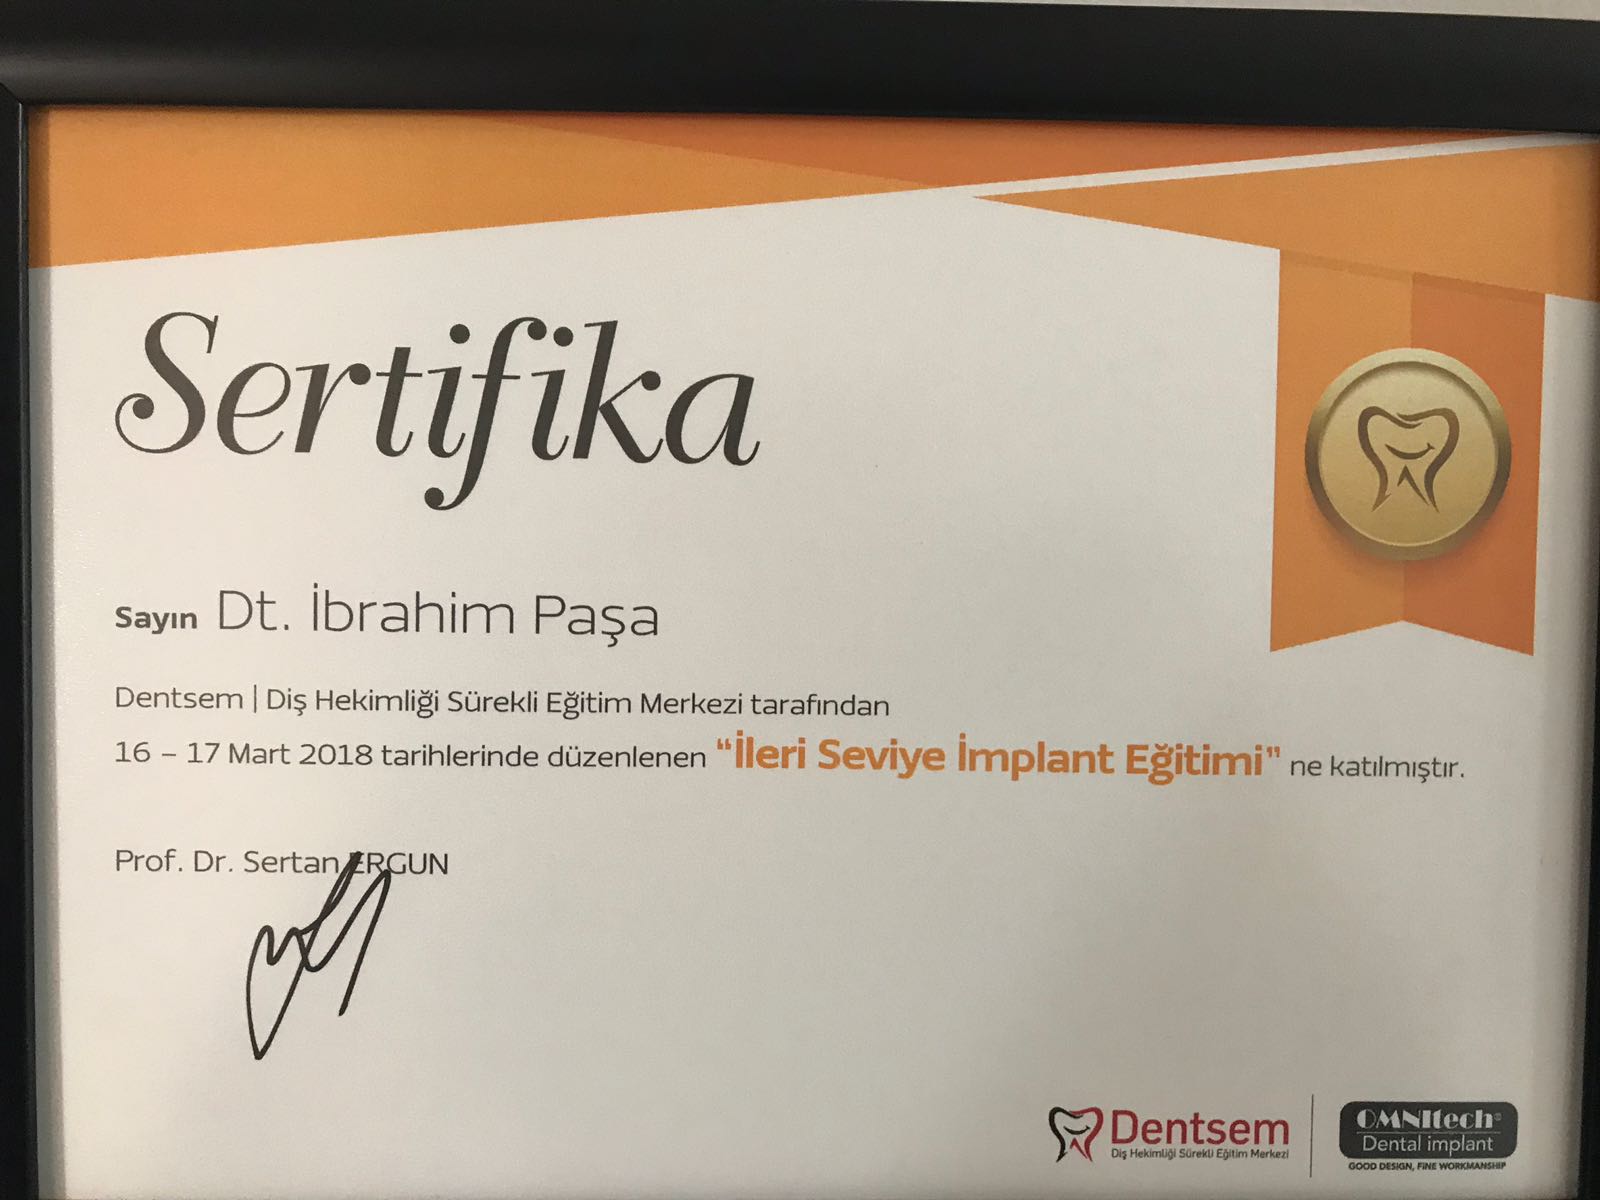 Sertifika
Sayın Dt. İbrahim Paşa
Dentsem | Diş Hekimliği Sürekli Eğitim Merkezi tarafından
16 – 17 Mart 2018 tarihlerinde düzenlenen "İleri Seviye İmplant Eğitimi" ne katılmıştır.
Prof. Dr. Sertan ERGUN
Dentsem
Diş Hekimliği Sürekli Eğitim Merkezi
OMNItech®
Dental implant
GOOD DESIGN, FINE WORKMANSHIP